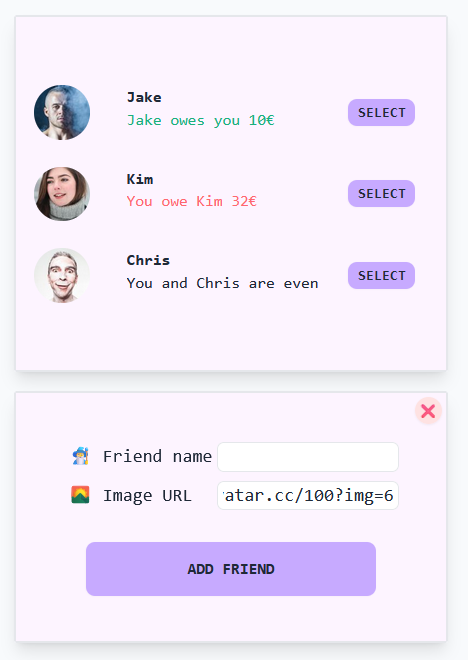 Jake
Jake owes you 10€
SELECT
Kim
You owe Kim 32€
SELECT
Chris
You and Chris are even
SELECT
Friend name
Image URL
atar.cc/100?img=6
ADD FRIEND